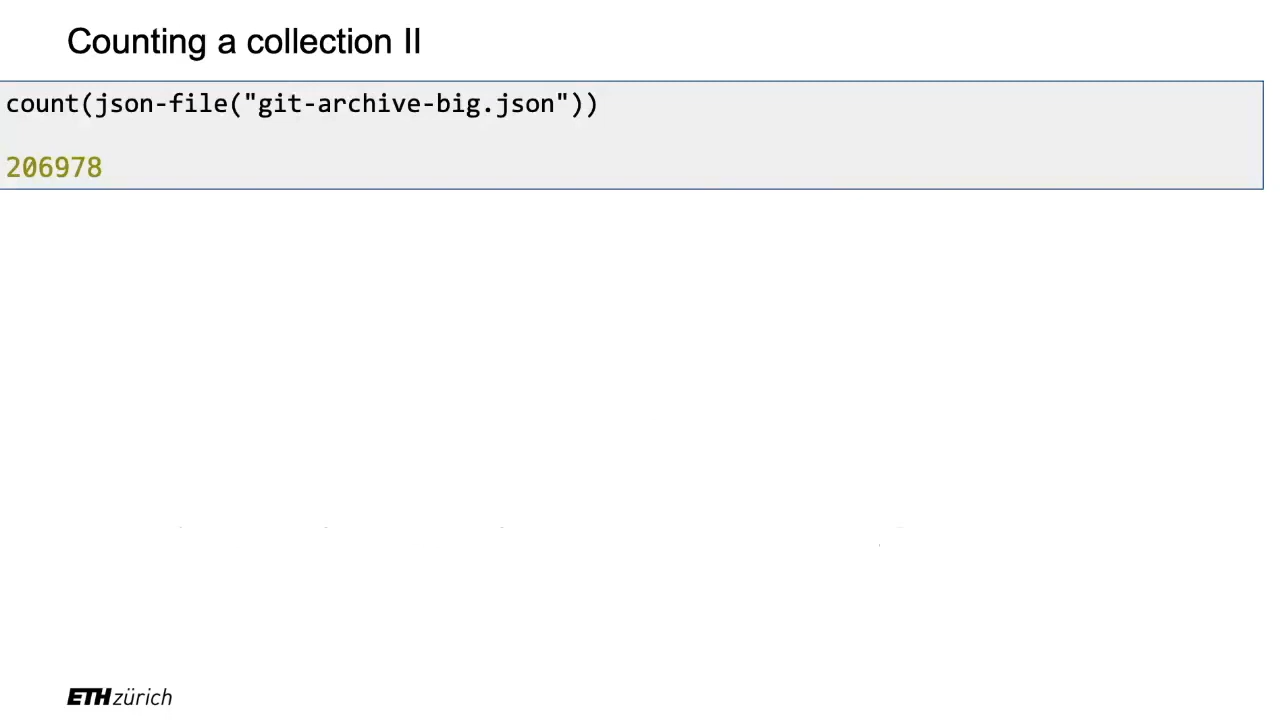 Counting a collection II
count(json-file("git-archive-big.json"))
206978
ETH zürich